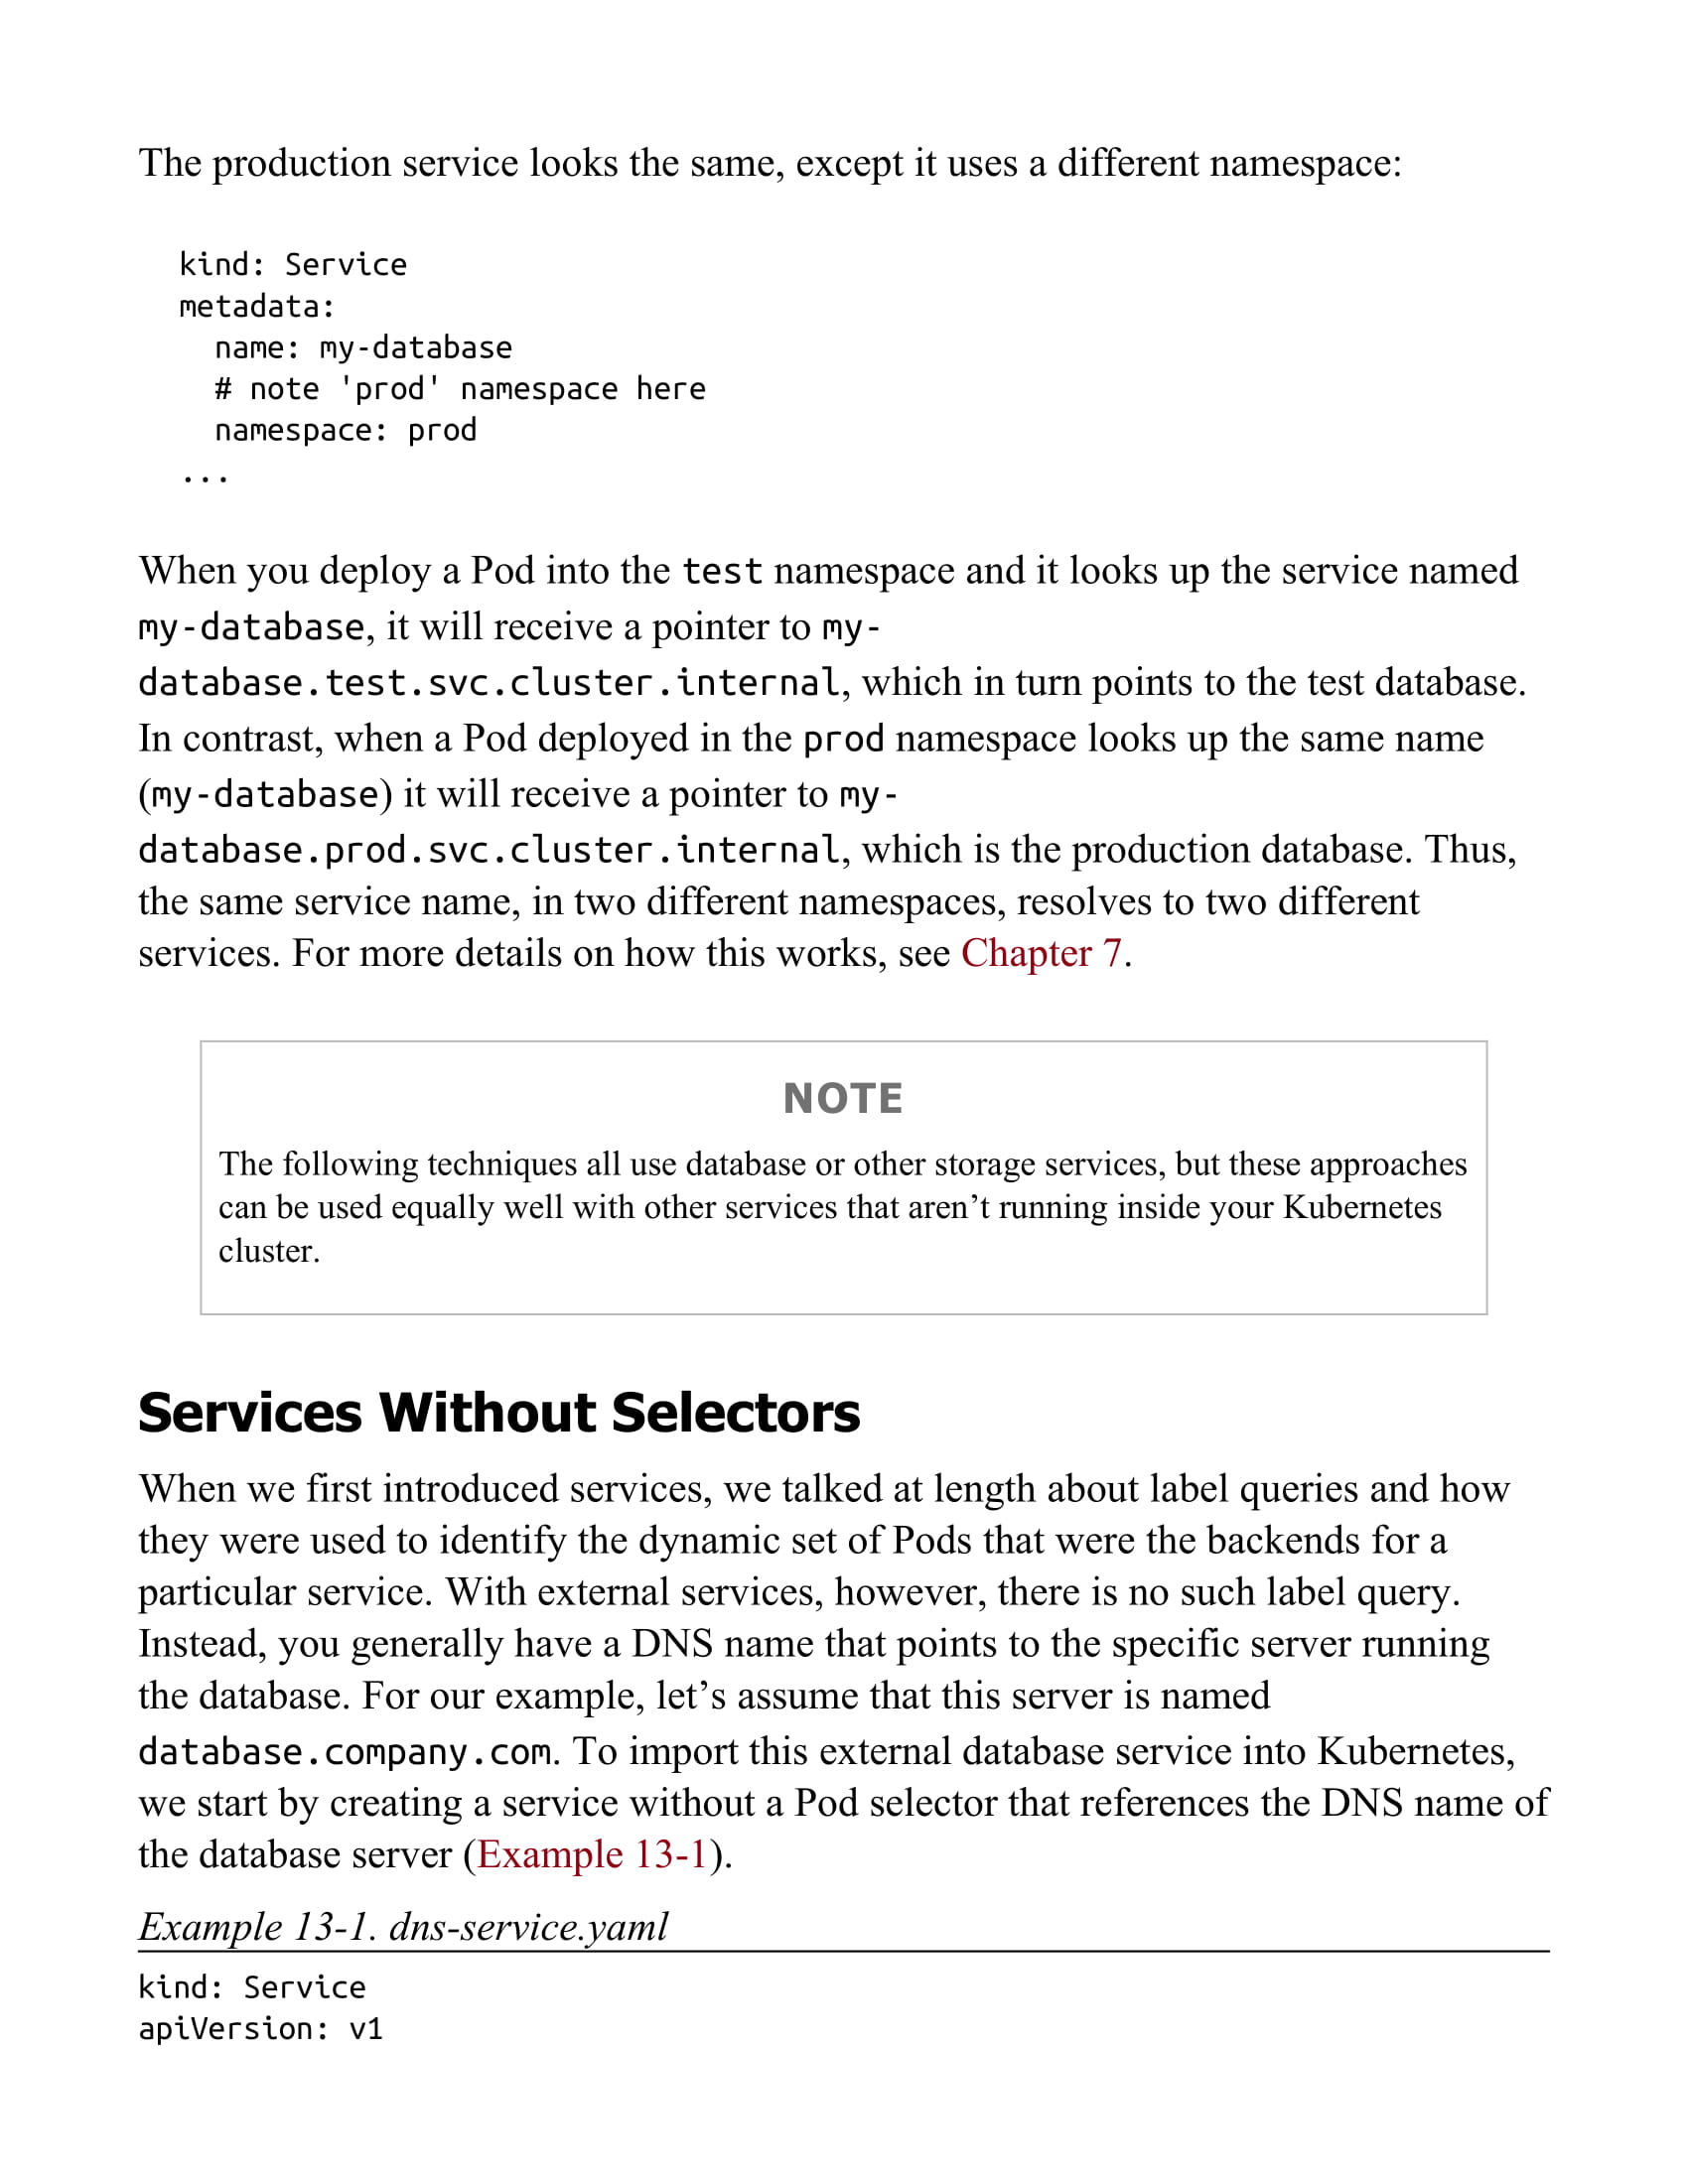 The production service looks the same, except it uses a different namespace:
kind: Service
metadata:
  name: my-database
  # note 'prod' namespace here
  namespace: prod
...
When you deploy a Pod into the test namespace and it looks up the service named
my-database, it will receive a pointer to my-
database.test.svc.cluster.internal, which in turn points to the test database.
In contrast, when a Pod deployed in the prod namespace looks up the same name
(my-database) it will receive a pointer to my-
database.prod.svc.cluster.internal, which is the production database. Thus,
the same service name, in two different namespaces, resolves to two different
services. For more details on how this works, see Chapter 7.
NOTE
The following techniques all use database or other storage services, but these approaches
can be used equally well with other services that aren’t running inside your Kubernetes
cluster.
Services Without Selectors
When we first introduced services, we talked at length about label queries and how
they were used to identify the dynamic set of Pods that were the backends for a
particular service. With external services, however, there is no such label query.
Instead, you generally have a DNS name that points to the specific server running
the database. For our example, let’s assume that this server is named
database.company.com. To import this external database service into Kubernetes,
we start by creating a service without a Pod selector that references the DNS name of
the database server (Example 13-1).
Example 13-1. dns-service.yaml
kind: Service
apiVersion: v1